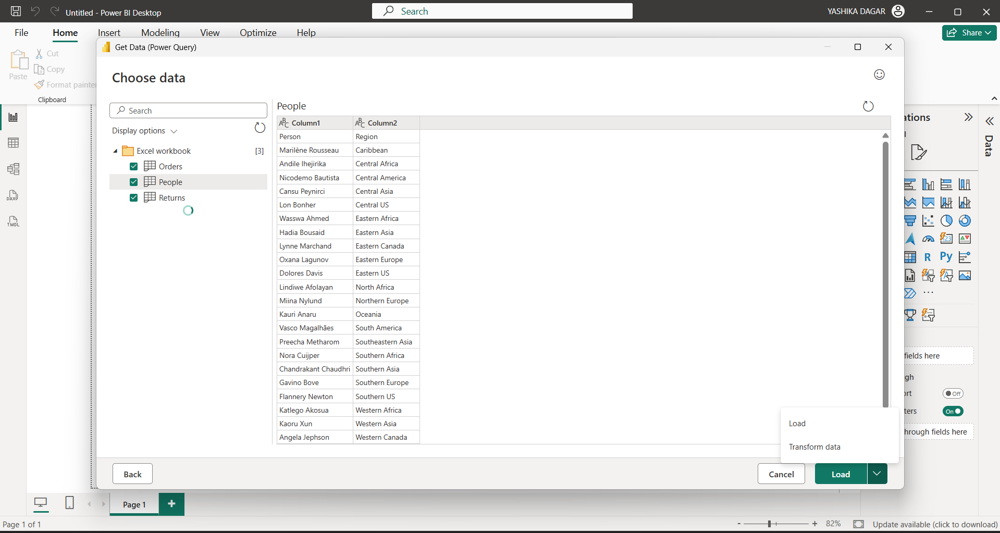 Untitled - Power BI Desktop
Search
YASHIKA DAGAR
File Home Insert Modeling View Optimize Help
Share
Paste
Cut
Copy
Format painter
Clipboard
Get Data (Power Query)
Choose data
Search
Display options
Excel workbook [3]
Orders
People
Returns
People
ABC Column1 ABC Column2
Person Region
Marilène Rousseau Caribbean
Andile Ihejirika Central Africa
Nicodemo Bautista Central America
Cansu Peynirci Central Asia
Lon Bonher Central US
Wasswa Ahmed Eastern Africa
Hadia Bousaid Eastern Asia
Lynne Marchand Eastern Canada
Oxana Lagunov Eastern Europe
Dolores Davis Eastern US
Lindiwe Afolayan North Africa
Miina Nylund Northern Europe
Kauri Anaru Oceania
Vasco Magalhães South America
Preecha Metharom Southeastern Asia
Nora Cuijper Southern Africa
Chandrakant Chaudhri Southern Asia
Gavino Bove Southern Europe
Flannery Newton Southern US
Katlego Akosua Western Africa
Kaoru Xun Western Asia
Angela Jephson Western Canada
Load
Transform data
Back
Cancel
Load
ations
Data
DAX
TMDL
123
R Py
fields here
gh
ort Off
ters On
hrough fields here
Page 1
Page 1 of 1
- + 82%
Update available (click to download)